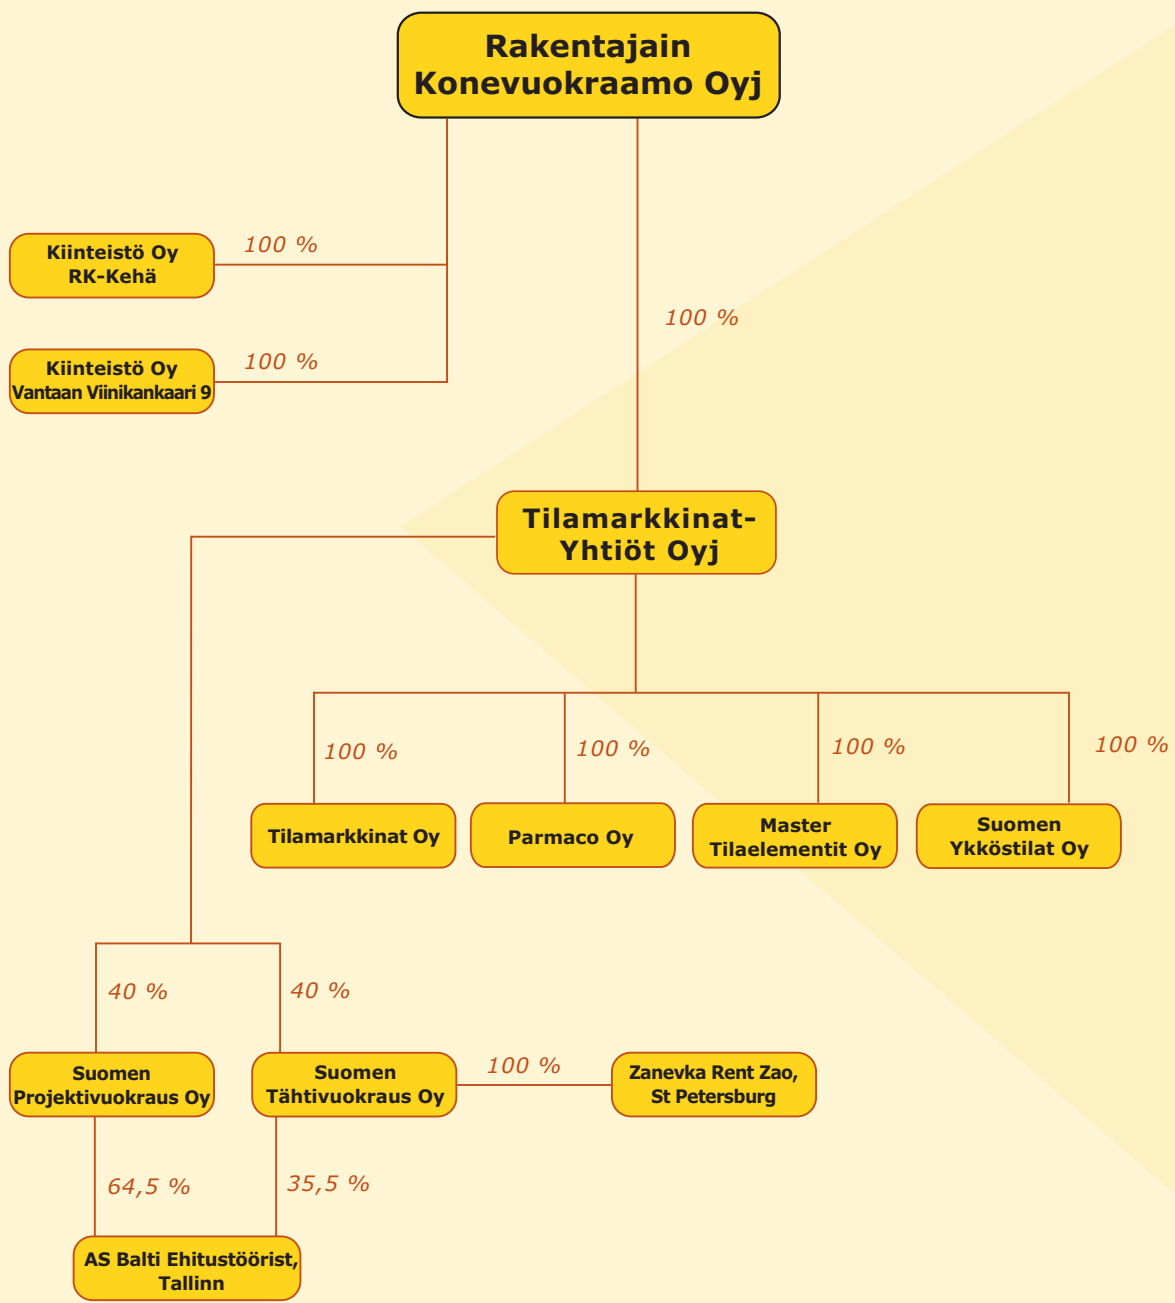 Rakentajain
Konevuokraamo Oyj
100 %
Kiinteistö Oy
RK-Kehä
100 %
100 %
Kiinteistö Oy
Vantaan Viinikankaari 9
Tilamarkkinat-
Yhtiöt Oyj
100 %
100 %
100 %
100 %
Tilamarkkinat Oy
Parmaco Oy
Master
Tilaelementit Oy
Suomen
Ykköstilat Oy
40 %
40 %
Suomen
Projektivuokraus Oy
Suomen
Tähtivuokraus Oy
100 %
Zanevka Rent Zao,
St Petersburg
64,5 %
35,5 %
AS Balti Ehitustöörist,
Tallinn